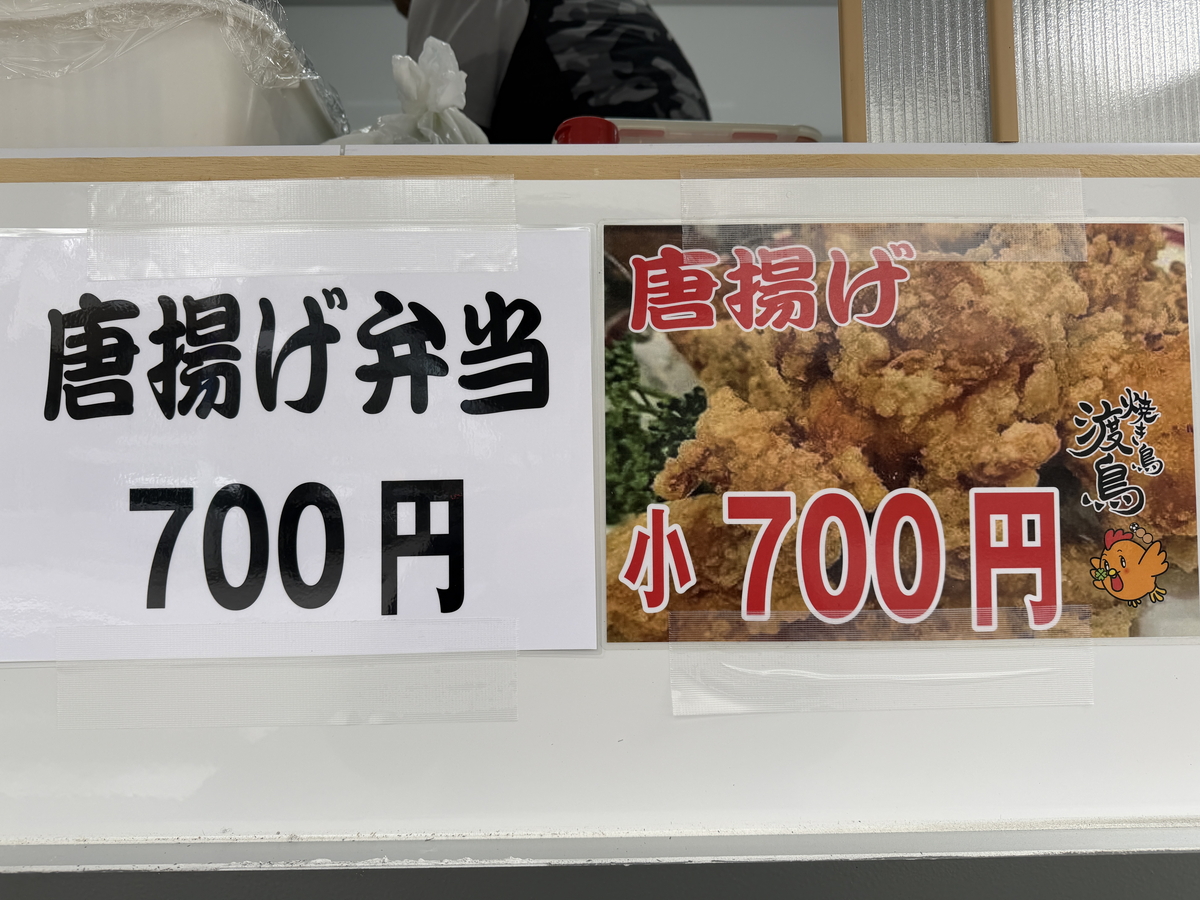 唐揚げ弁当
700円
唐揚げ
小 700円
焼き鳥
渡鳥